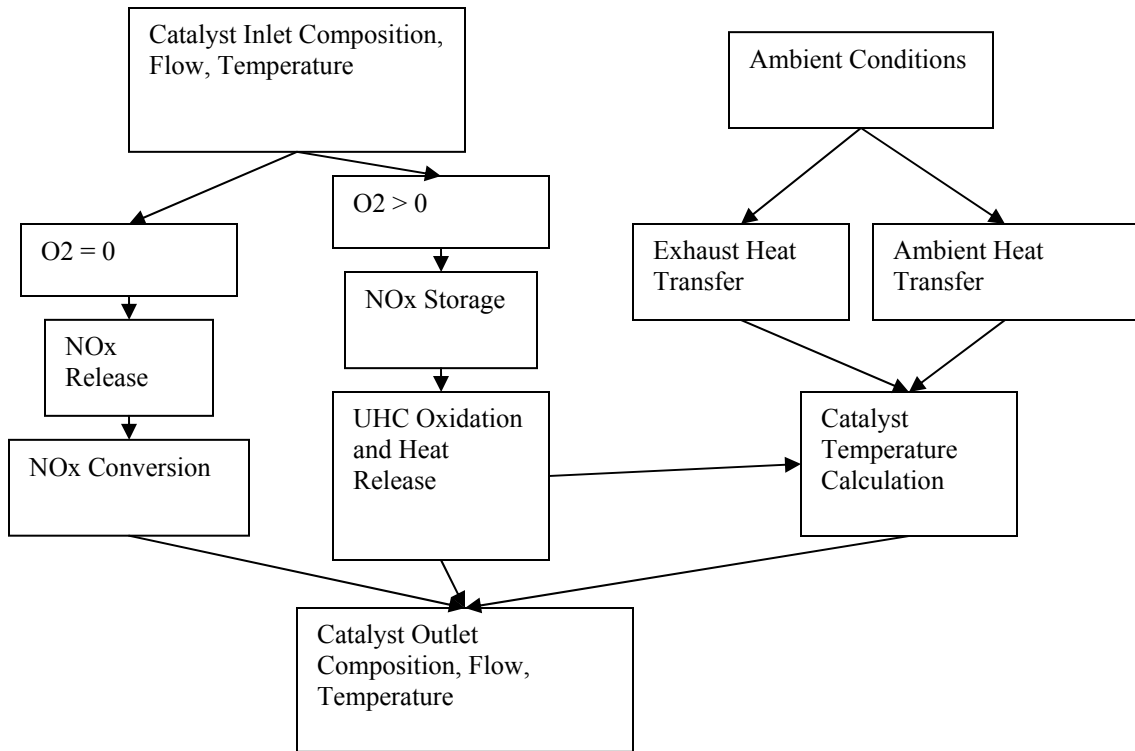 Catalyst Inlet Composition,
Flow, Temperature
Ambient Conditions
O2 > 0
O2 = 0
Exhaust Heat
Transfer
Ambient Heat
Transfer
NOx Storage
NOx
Release
UHC Oxidation
and Heat
Release
Catalyst
Temperature
Calculation
NOx Conversion
Catalyst Outlet
Composition, Flow,
Temperature